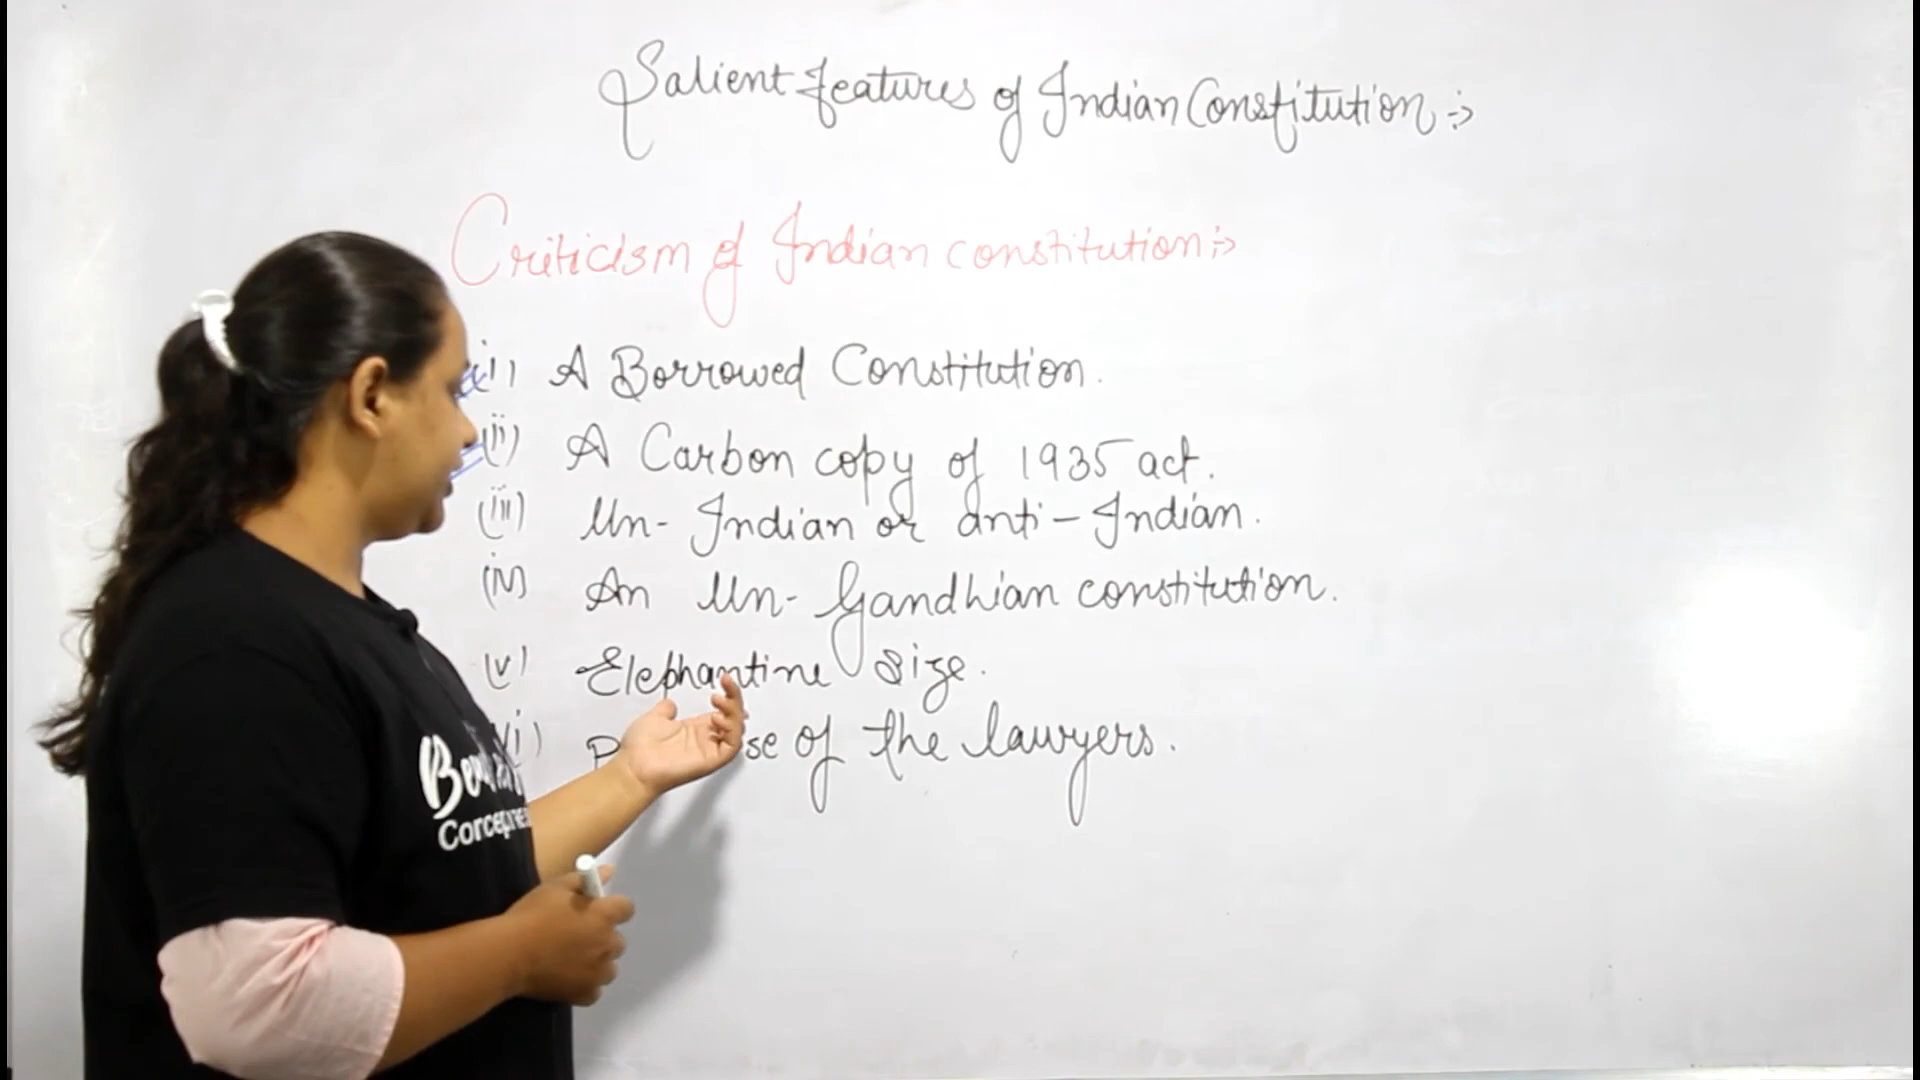 Salient features of Indian Constitution :->
Criticism of Indian constitution :->
(i) A Borrowed Constitution.
(ii) A Carbon copy of 1935 act.
(iii) Un-Indian or anti-Indian.
(iv) An Un-Gandhian constitution.
(v) Elephantine size.
(vi) of the lawyers.